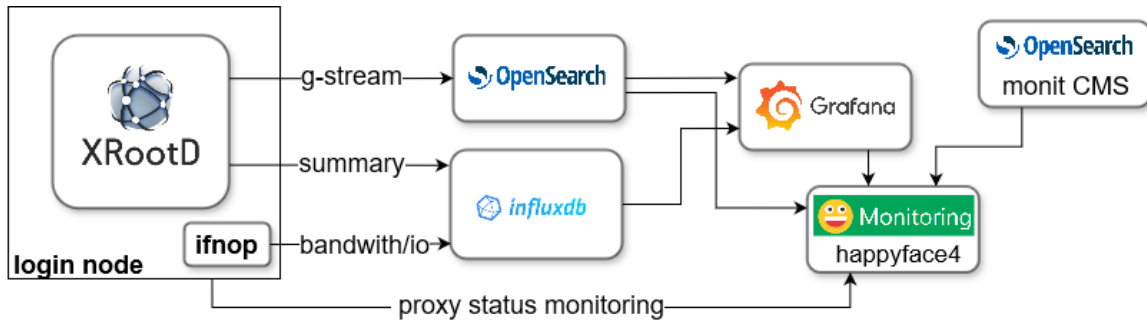 XRootD
ifnop
login node
g-stream
summary
bandwith/io
proxy status monitoring
OpenSearch
influxdb
Grafana
OpenSearch
monit CMS
Monitoring
happyface4